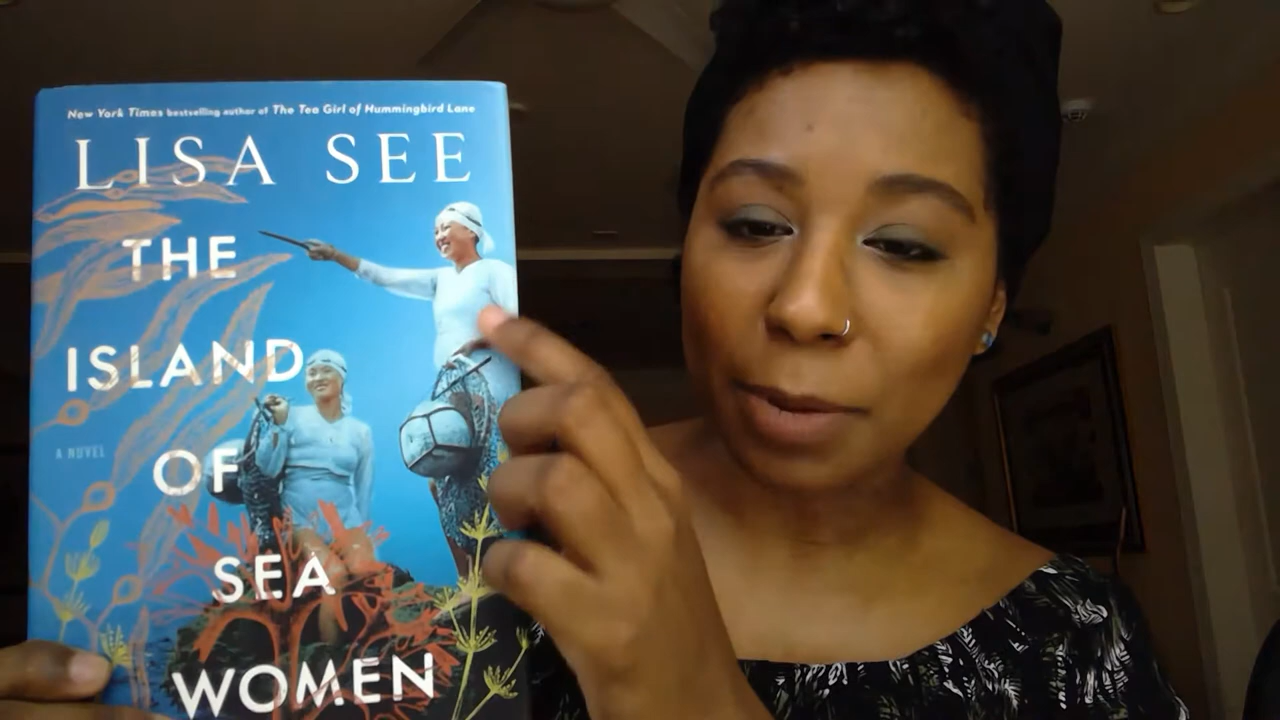 New York Times bestselling author of The Tea Girl of Hummingbird Lane
LISA SEE
THE
ISLAND
OF
SEA
WOMEN
A NOVEL